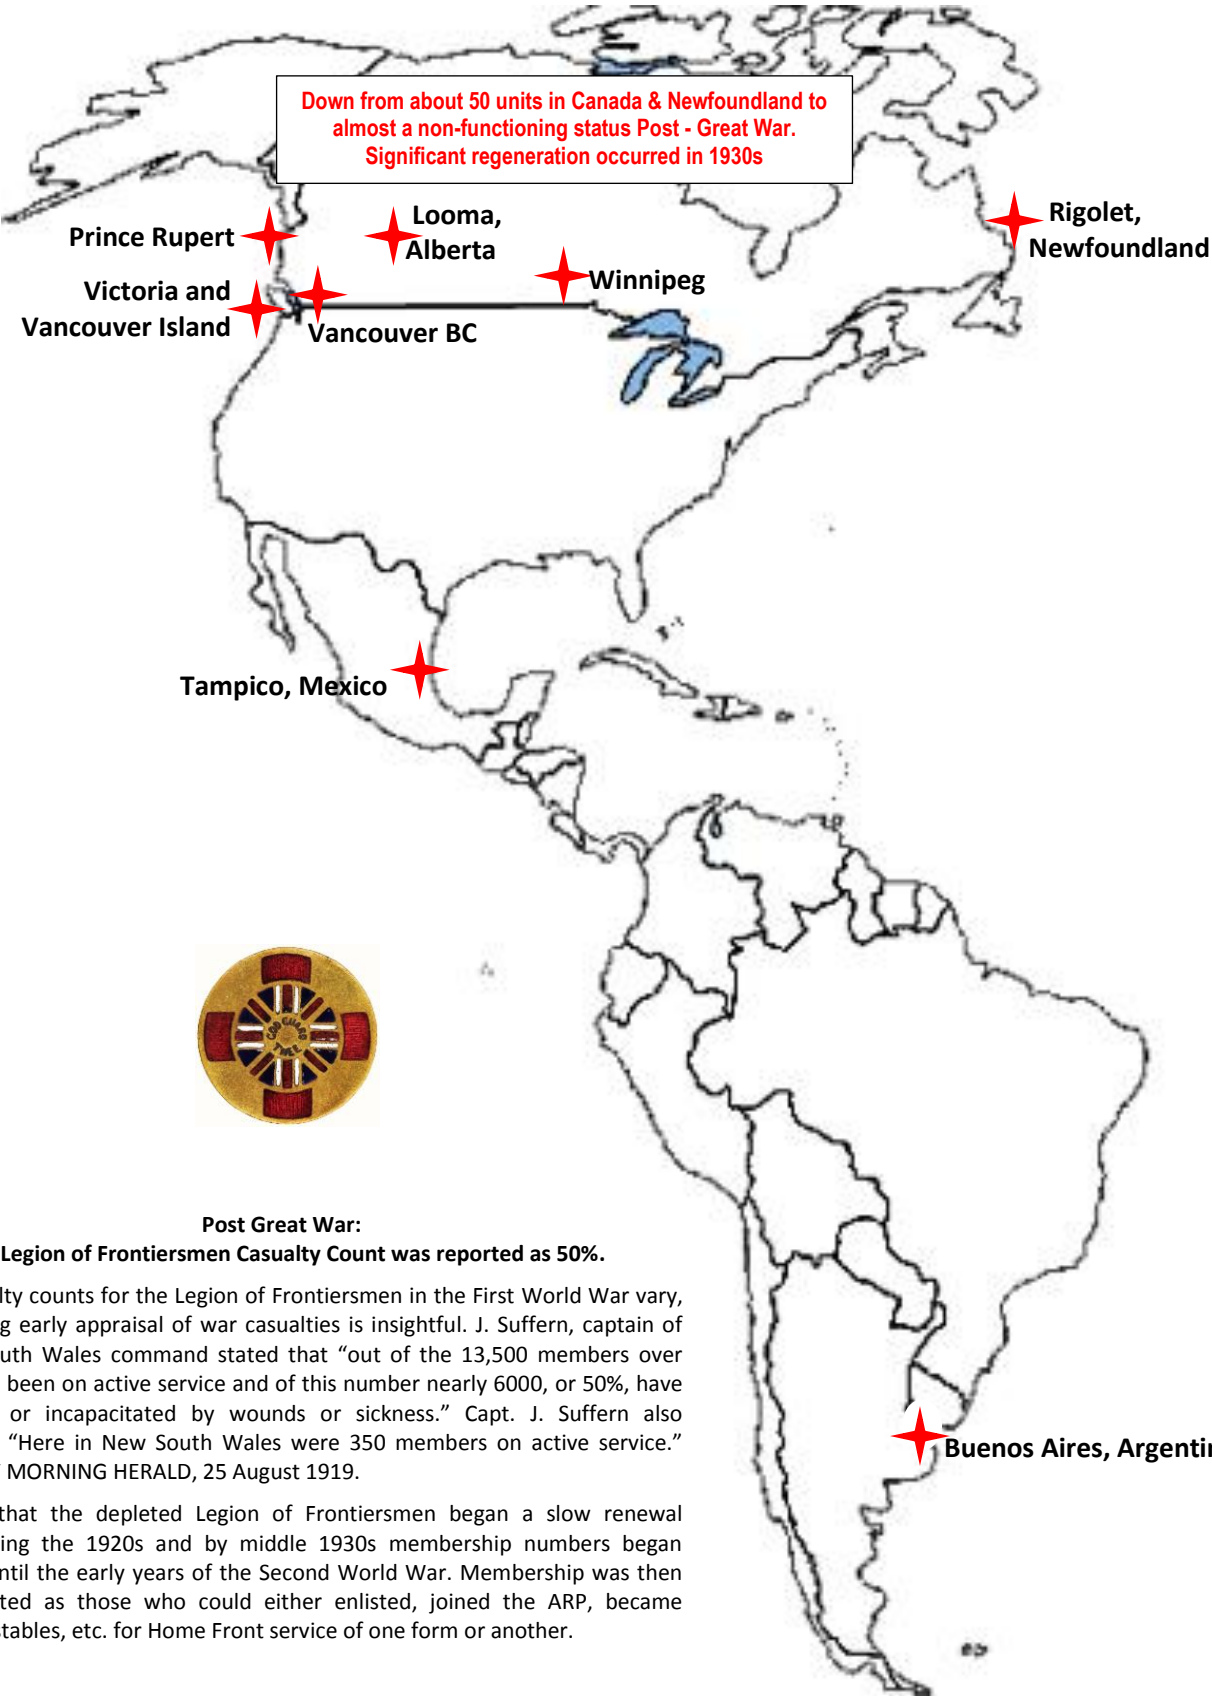 Down from about 50 units in Canada & Newfoundland to
almost a non-functioning status Post - Great War.
Significant regeneration occurred in 1930s
Looma,
Alberta
Rigolet,
Newfoundland
Prince Rupert
Winnipeg
Victoria and
Vancouver Island
Vancouver BC
Tampico, Mexico
GOD GUARD
THEE
Post Great War:
Legion of Frontiersmen Casualty Count was reported as 50%.
lty counts for the Legion of Frontiersmen in the First World War vary,
g early appraisal of war casualties is insightful. J. Suffern, captain of
uth Wales command stated that “out of the 13,500 members over
been on active service and of this number nearly 6000, or 50%, have
or incapacitated by wounds or sickness.” Capt. J. Suffern also
“Here in New South Wales were 350 members on active service.”
MORNING HERALD, 25 August 1919.
that the depleted Legion of Frontiersmen began a slow renewal
ing the 1920s and by middle 1930s membership numbers began
ntil the early years of the Second World War. Membership was then
ted as those who could either enlisted, joined the ARP, became
stables, etc. for Home Front service of one form or another.
Buenos Aires, Argentin